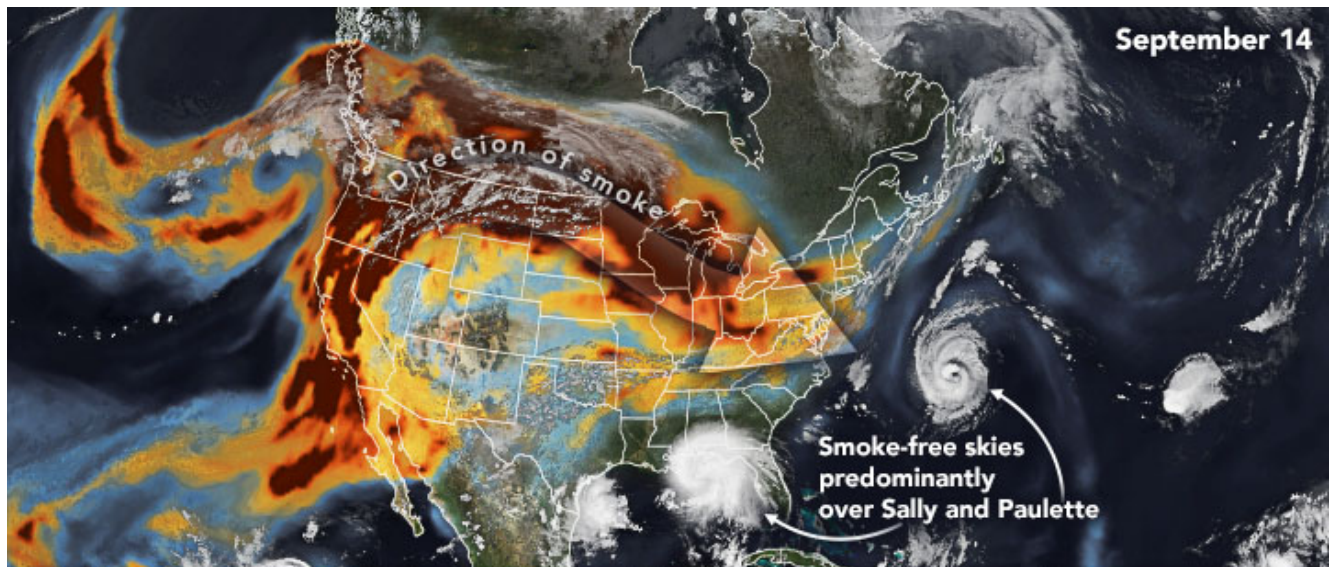 September 14
Direction of smoke
Smoke-free skies
predominantly
over Sally and Paulette